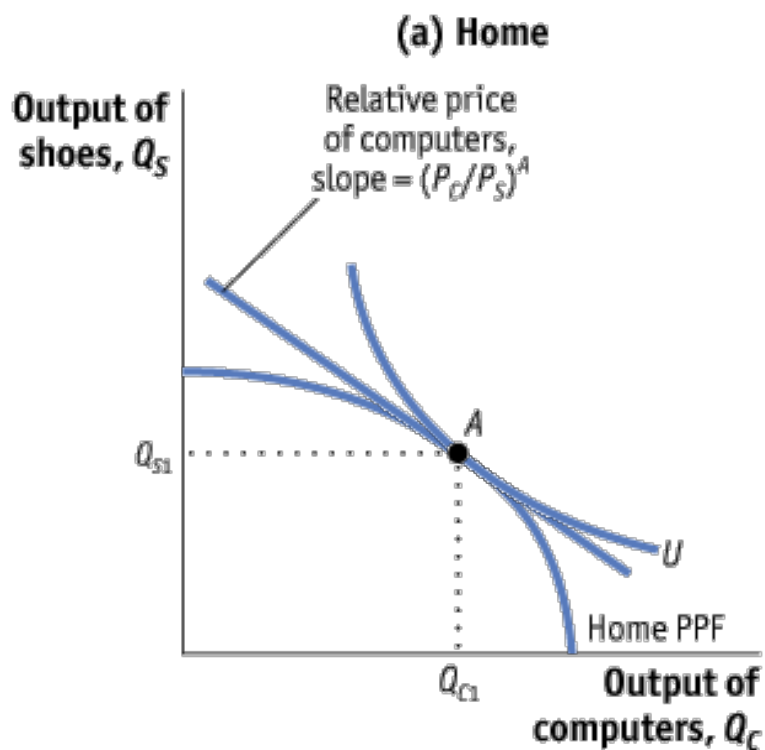 (a) Home
Output of
shoes, Q_S
Relative price
of computers,
slope = (P_C/P_S)^A
A
Q_S1
U
Home PPF
Q_C1
Output of
computers, Q_C